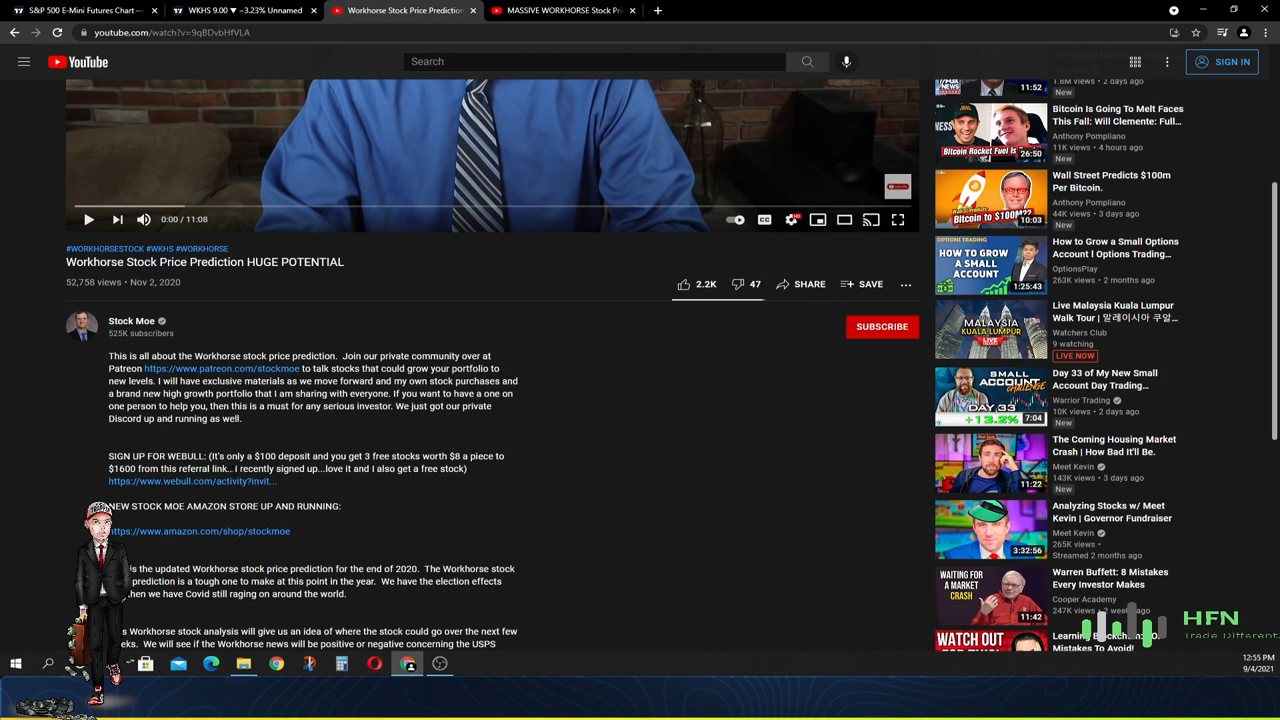 S&P 500 E-Mini Futures Chart —
WKHS 9.00 ▼ −3.23% Unnamed
Workhorse Stock Price Prediction
MASSIVE WORKHORSE Stock Pr
youtube.com/watch?v=9qBDvbHfVLA
YouTube
Search
SIGN IN
0:00 / 11:08
CC
HD
#WORKHORSESTOCK #WKHS #WORKHORSE
Workhorse Stock Price Prediction HUGE POTENTIAL
52,758 views • Nov 2, 2020
2.2K
47
SHARE
SAVE
Stock Moe
525K subscribers
SUBSCRIBE
This is all about the Workhorse stock price prediction. Join our private community over at
Patreon https://www.patreon.com/stockmoe to talk stocks that could grow your portfolio to
new levels. I will have exclusive materials as we move forward and my own stock purchases and
a brand new high growth portfolio that I am sharing with everyone. If you want to have a one on
one person to help you, then this is a must for any serious investor. We just got our private
Discord up and running as well.
SIGN UP FOR WEBULL: (It's only a $100 deposit and you get 3 free stocks worth $8 a piece to
$1600 from this referral link.. I recently signed up...love it and I also get a free stock)
https://www.webull.com/activity?invit...
NEW STOCK MOE AMAZON STORE UP AND RUNNING:
https://www.amazon.com/shop/stockmoe
is the updated Workhorse stock price prediction for the end of 2020. The Workhorse stock
prediction is a tough one to make at this point in the year. We have the election effects
hen we have Covid still raging on around the world.
s Workhorse stock analysis will give us an idea of where the stock could go over the next few
eks. We will see if the Workhorse news will be positive or negative concerning the USPS
FOX
NEWS
11:52
1.8M views • 2 days ago
New
NESS
Bitcoin Rocket Fuel Is
26:50
Bitcoin Is Going To Melt Faces
This Fall: Will Clemente: Full...
Anthony Pompliano
11K views • 4 hours ago
New
Bitcoin to $100M??
10:03
Wall Street Predicts $100m
Per Bitcoin.
Anthony Pompliano
44K views • 3 days ago
New
OPTIONS TRADING
HOW TO GROW
A SMALL
ACCOUNT
1:25:43
How to Grow a Small Options
Account l Options Trading...
OptionsPlay
263K views • 2 months ago
MALAYSIA
KUALA LUMPUR
LIVE
Live Malaysia Kuala Lumpur
Walk Tour | 말레이시아 쿠알...
Watchers Club
9 watching
LIVE NOW
SMALL
ACCOUNT
CHALLENGE
DAY 33
+13.2%
7:04
Day 33 of My New Small
Account Day Trading...
Warrior Trading
10K views • 2 days ago
New
11:22
The Coming Housing Market
Crash | How Bad It'll Be.
Meet Kevin
143K views • 3 days ago
New
3:32:56
Analyzing Stocks w/ Meet
Kevin | Governor Fundraiser
Meet Kevin
265K views •
Streamed 2 months ago
WAITING FOR
A MARKET
CRASH
11:42
Warren Buffett: 8 Mistakes
Every Investor Makes
Cooper Academy
247K views • 2 weeks ago
WATCH OUT
Mistakes To Avoid!
HFN
Trade Different
12:55 PM
9/4/2021